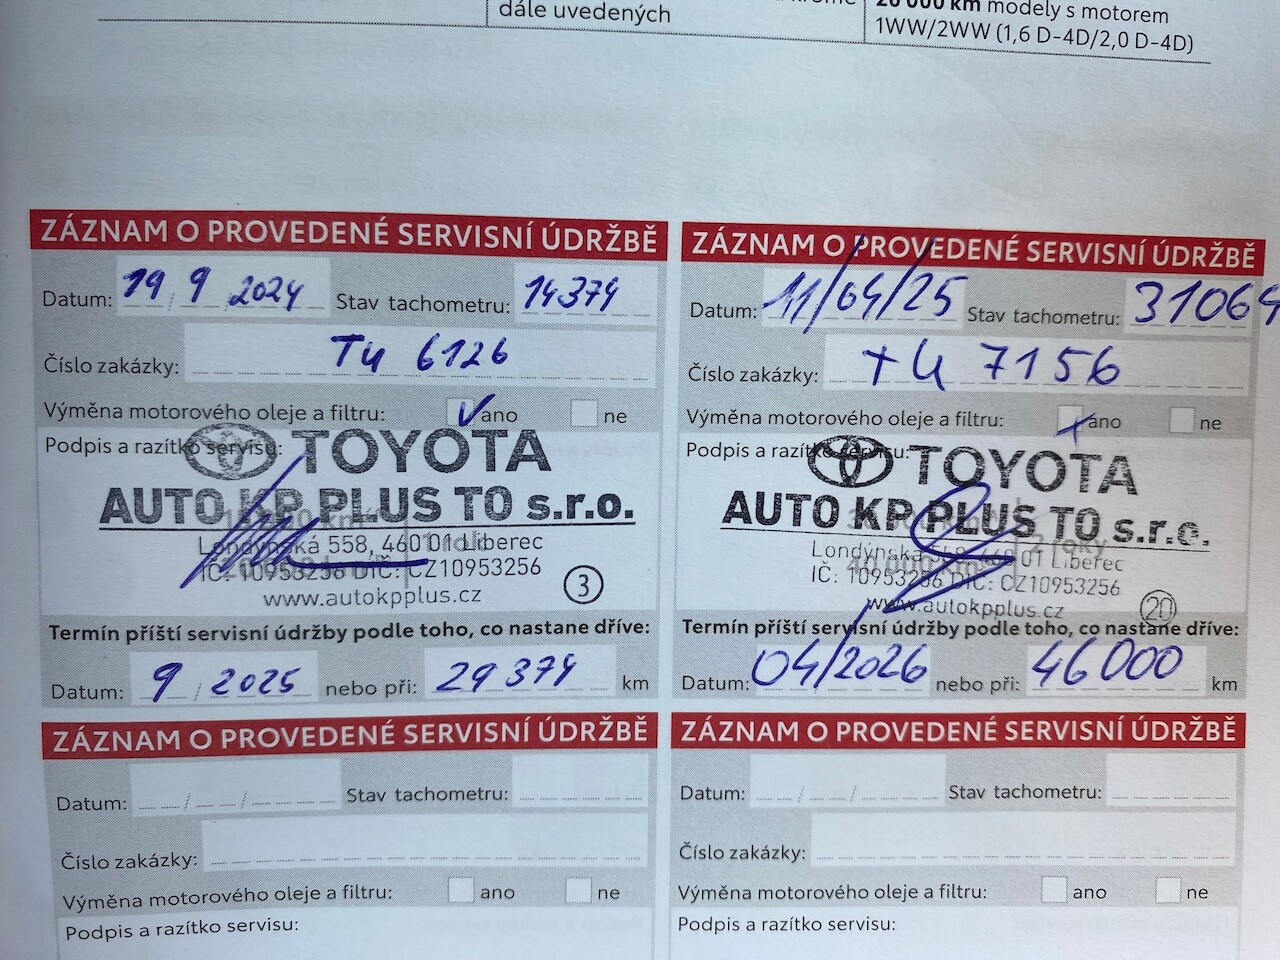 dále uvedených
20 000 km modely s motorem
1WW/2WW (1,6 D-4D/2,0 D-4D)
ZÁZNAM O PROVEDENÉ SERVISNÍ ÚDRŽBĚ
Datum: 19 / 9 / 2024 Stav tachometru: 14379
Číslo zakázky: T4 6126
Výměna motorového oleje a filtru: ano ne
Podpis a razítko servisu:
TOYOTA
AUTO KP PLUS TO s.r.o.
Londýnská 558, 460 01 Liberec
IČ: 10953256 DIČ: CZ10953256
www.autokpplus.cz 3
Termín příští servisní údržby podle toho, co nastane dříve:
Datum: 9 / 2025 nebo při: 29379 km
ZÁZNAM O PROVEDENÉ SERVISNÍ ÚDRŽBĚ
Datum: 11/04/25 Stav tachometru: 31064
Číslo zakázky: T4 7156
Výměna motorového oleje a filtru: ano ne
Podpis a razítko servisu:
TOYOTA
AUTO KP PLUS TO s.r.o.
Londýnská 558, 460 01 Liberec
IČ: 10953256 DIČ: CZ10953256
www.autokpplus.cz 20
Termín příští servisní údržby podle toho, co nastane dříve:
Datum: 04/2026 nebo při: 46000 km
ZÁZNAM O PROVEDENÉ SERVISNÍ ÚDRŽBĚ
Datum: / / Stav tachometru:
Číslo zakázky:
Výměna motorového oleje a filtru: ano ne
Podpis a razítko servisu:
ZÁZNAM O PROVEDENÉ SERVISNÍ ÚDRŽBĚ
Datum: / / Stav tachometru:
Číslo zakázky:
Výměna motorového oleje a filtru: ano ne
Podpis a razítko servisu: